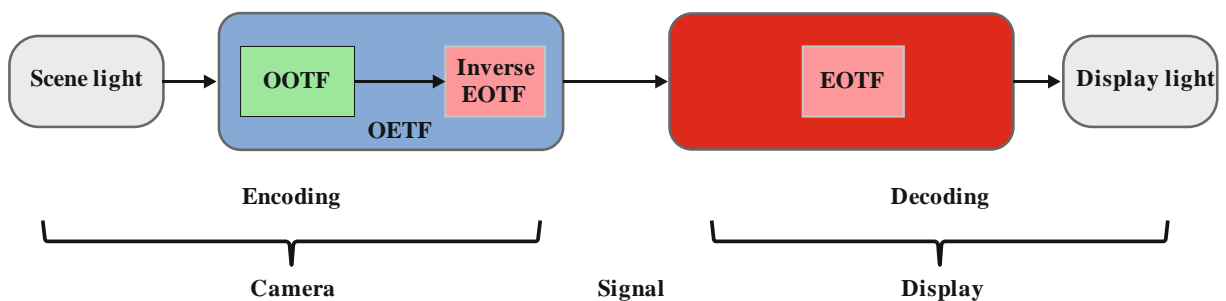 Scene light
OOTF
Inverse
EOTF
OETF
EOTF
Display light
Encoding
Decoding
Camera
Signal
Display